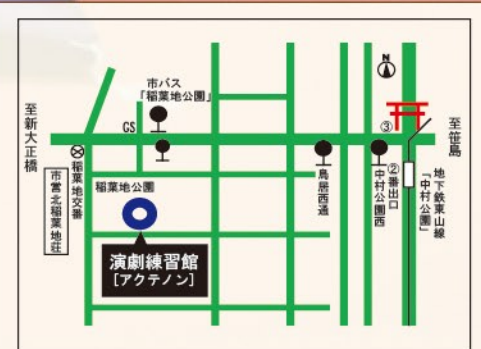 N
市バス
「稲葉地公園」
GS
③
至新大正橋
至笹島
稲葉地交番
市営北稲葉地荘
稲葉地公園
鳥居西通
中村公園西
②番出口
地下鉄東山線
「中村公園」
演劇練習館
[アクテノン]